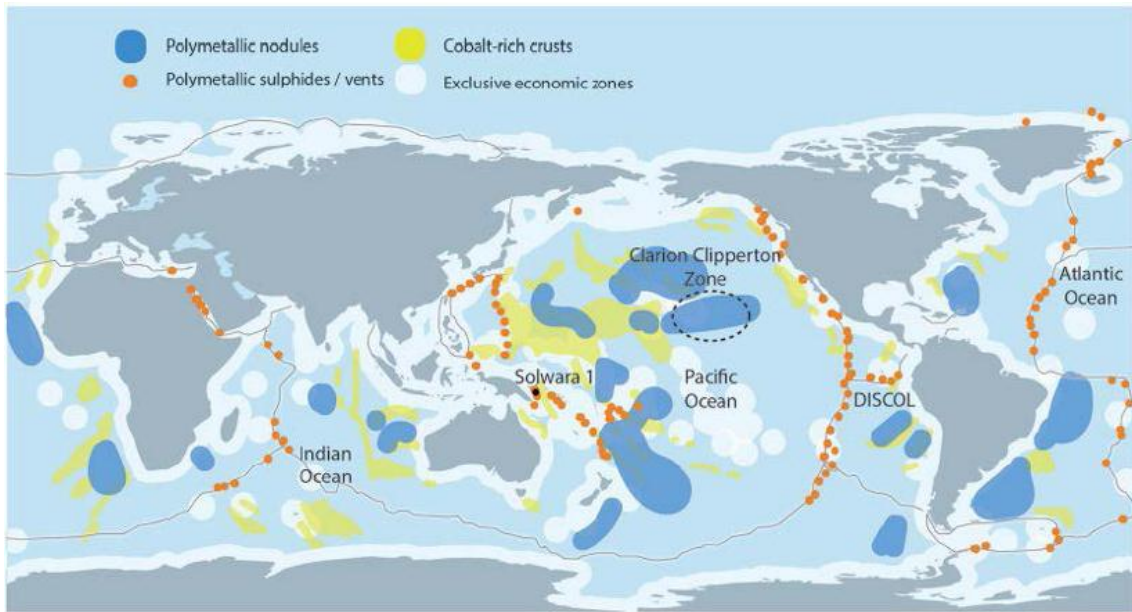 Polymetallic nodules
Cobalt-rich crusts
Polymetallic sulphides / vents
Exclusive economic zones
Clarion Clipperton
Zone
Atlantic
Ocean
Solwara 1
Pacific
Ocean
DISCOL
Indian
Ocean